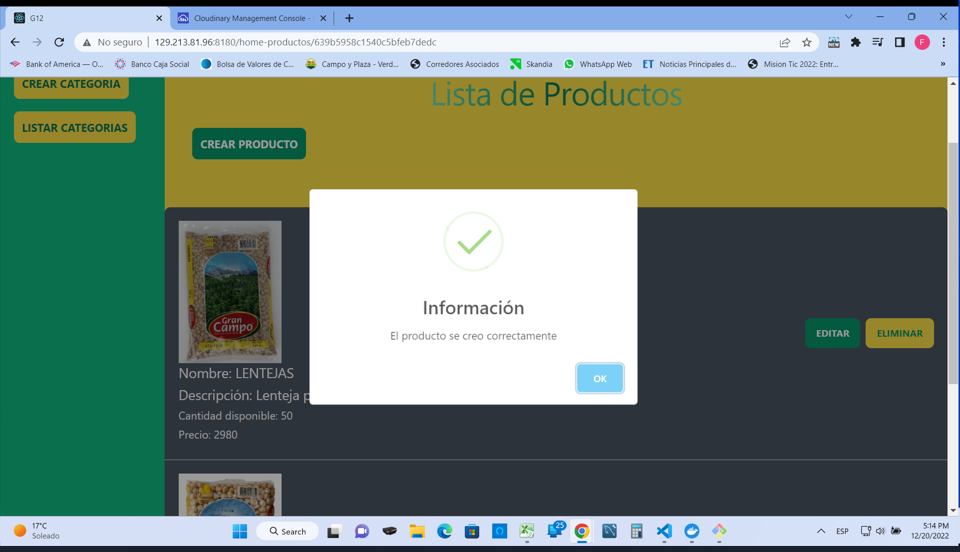 G12
Cloudinary Management Console -
No seguro
129.213.81.96:8180/home-productos/639b5958c1540c5bfeb7dedc
Bank of America — O...
Banco Caja Social
Bolsa de Valores de C...
Campo y Plaza - Verd...
Corredores Asociados
Skandia
WhatsApp Web
ET Noticias Principales d...
Mision Tic 2022: Entr...
»
CREAR CATEGORIA
LISTAR CATEGORIAS
Lista de Productos
CREAR PRODUCTO
Gran
Campo
Información
El producto se creo correctamente
OK
EDITAR
ELIMINAR
Nombre: LENTEJAS
Descripción: Lenteja p
Cantidad disponible: 50
Precio: 2980
17°C
Soleado
Search
25
ESP
5:14 PM
12/20/2022
F